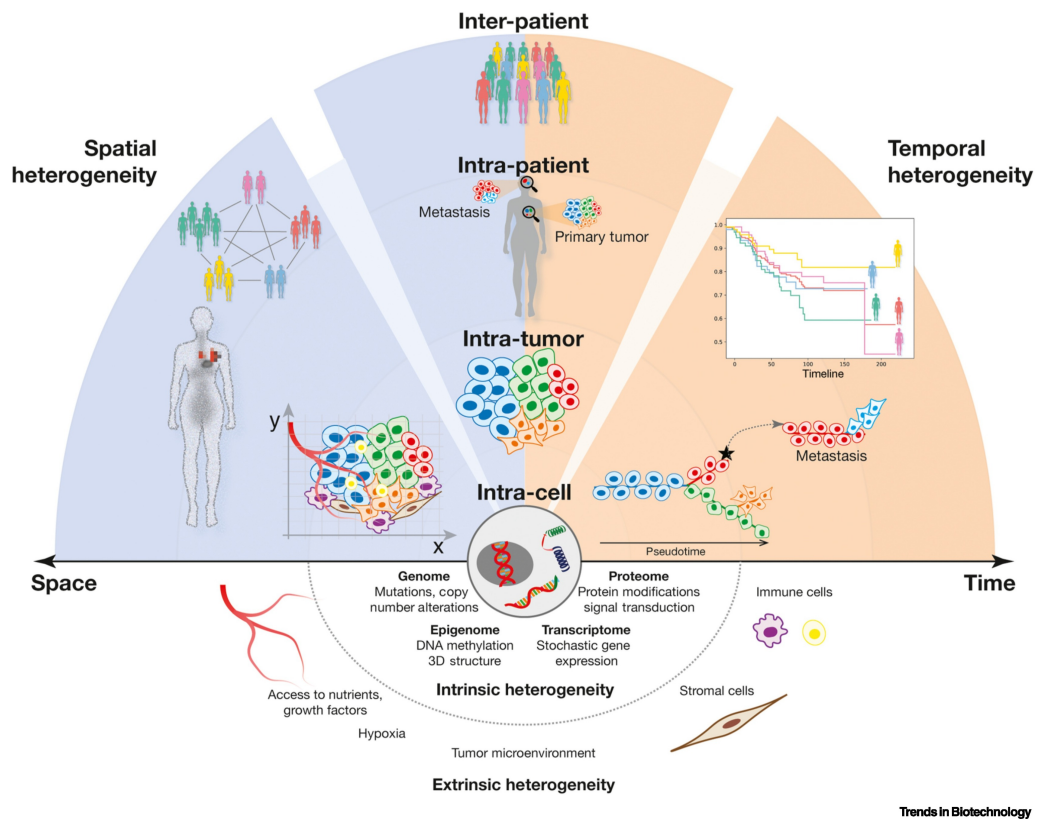 Inter-patient
Spatial
heterogeneity
Intra-patient
Metastasis
Primary tumor
Temporal
heterogeneity
1.0
0.9
0.8
0.7
0.6
0.5
0
50
100
150
200
Timeline
Intra-tumor
y
x
Metastasis
Intra-cell
Pseudotime
Space
Time
Genome
Mutations, copy
number alterations
Proteome
Protein modifications
signal transduction
Epigenome
DNA methylation
3D structure
Transcriptome
Stochastic gene
expression
Immune cells
Intrinsic heterogeneity
Access to nutrients,
growth factors
Hypoxia
Stromal cells
Tumor microenvironment
Extrinsic heterogeneity
Trends in Biotechnology